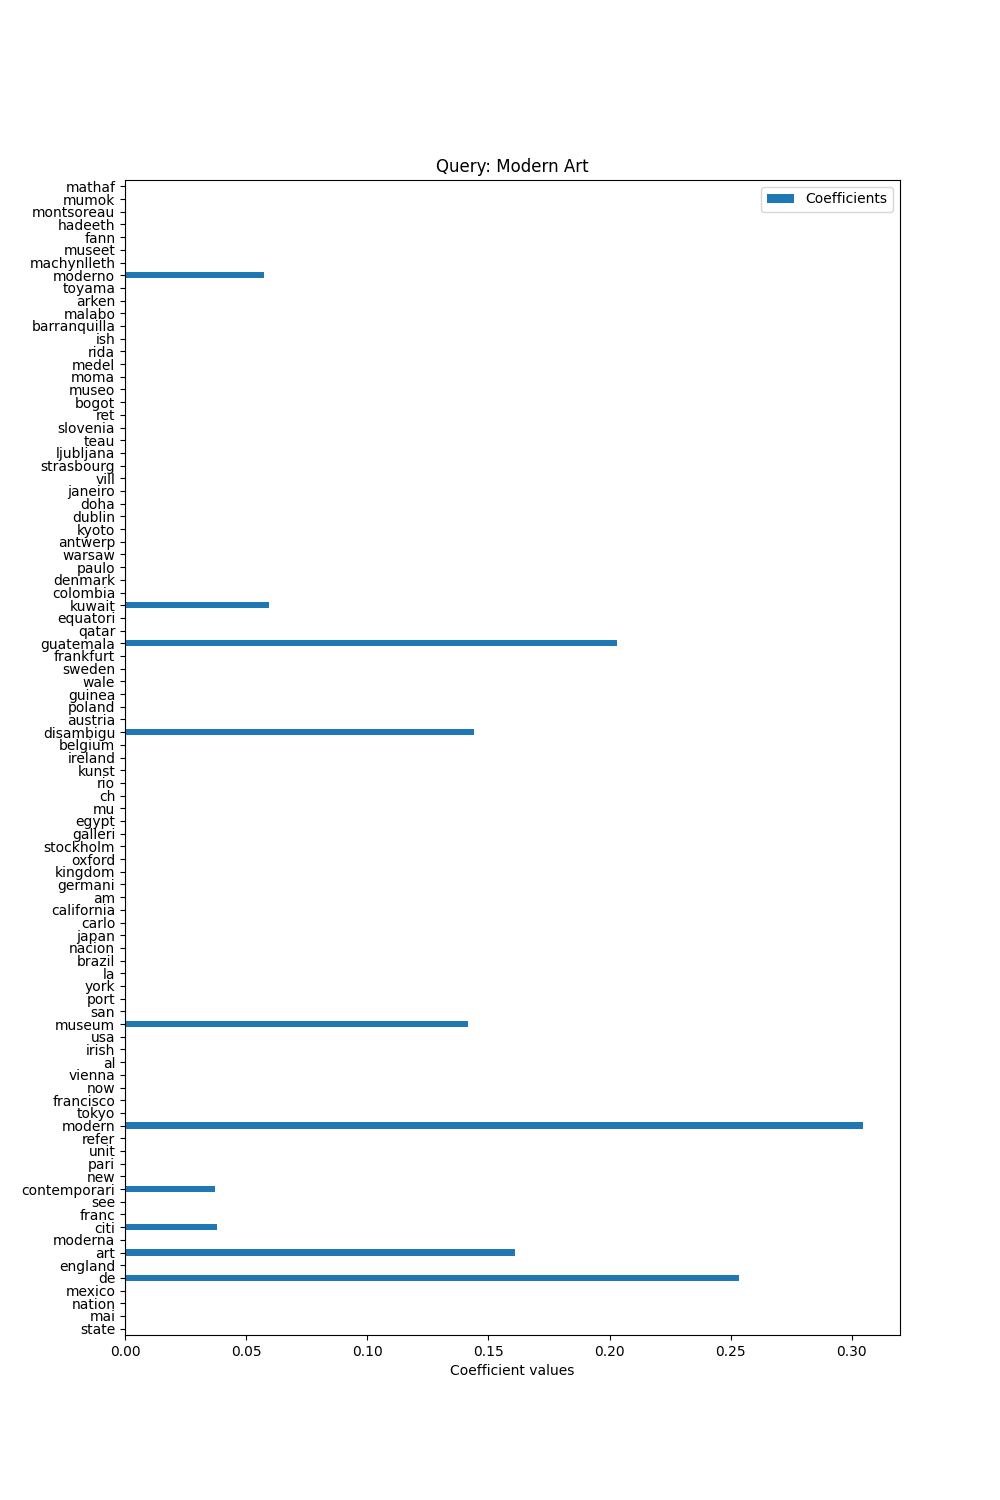 Query: Modern Art
Coefficients
mathaf
mumok
montsoreau
hadeeth
fann
museet
machynlleth
moderno
toyama
arken
malabo
barranquilla
ish
rida
medel
moma
museo
bogot
ret
slovenia
teau
ljubljana
strasbourg
vill
janeiro
doha
dublin
kyoto
antwerp
warsaw
paulo
denmark
colombia
kuwait
equatori
qatar
guatemala
frankfurt
sweden
wale
guinea
poland
austria
disambigu
belgium
ireland
kunst
rio
ch
mu
egypt
galleri
stockholm
oxford
kingdom
germani
am
california
carlo
japan
nacion
brazil
la
york
port
san
museum
usa
irish
al
vienna
now
francisco
tokyo
modern
refer
unit
pari
new
contemporari
see
franc
citi
moderna
art
england
de
mexico
nation
mai
state
0.00 0.05 0.10 0.15 0.20 0.25 0.30
Coefficient values